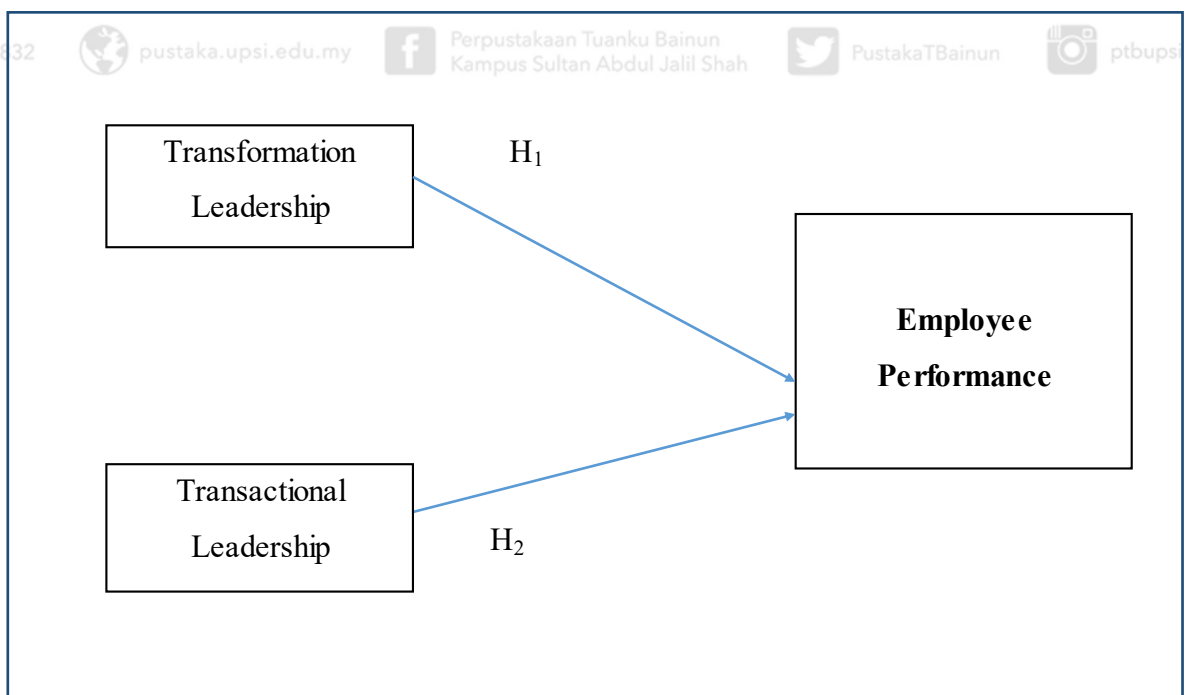 832 pustaka.upsi.edu.my Perpustakaan Tuanku Bainun PustakaTBainun ptbupsi
Kampus Sultan Abdul Jalil Shah
Transformation
Leadership
H₁
Employee
Performance
Transactional
Leadership
H₂